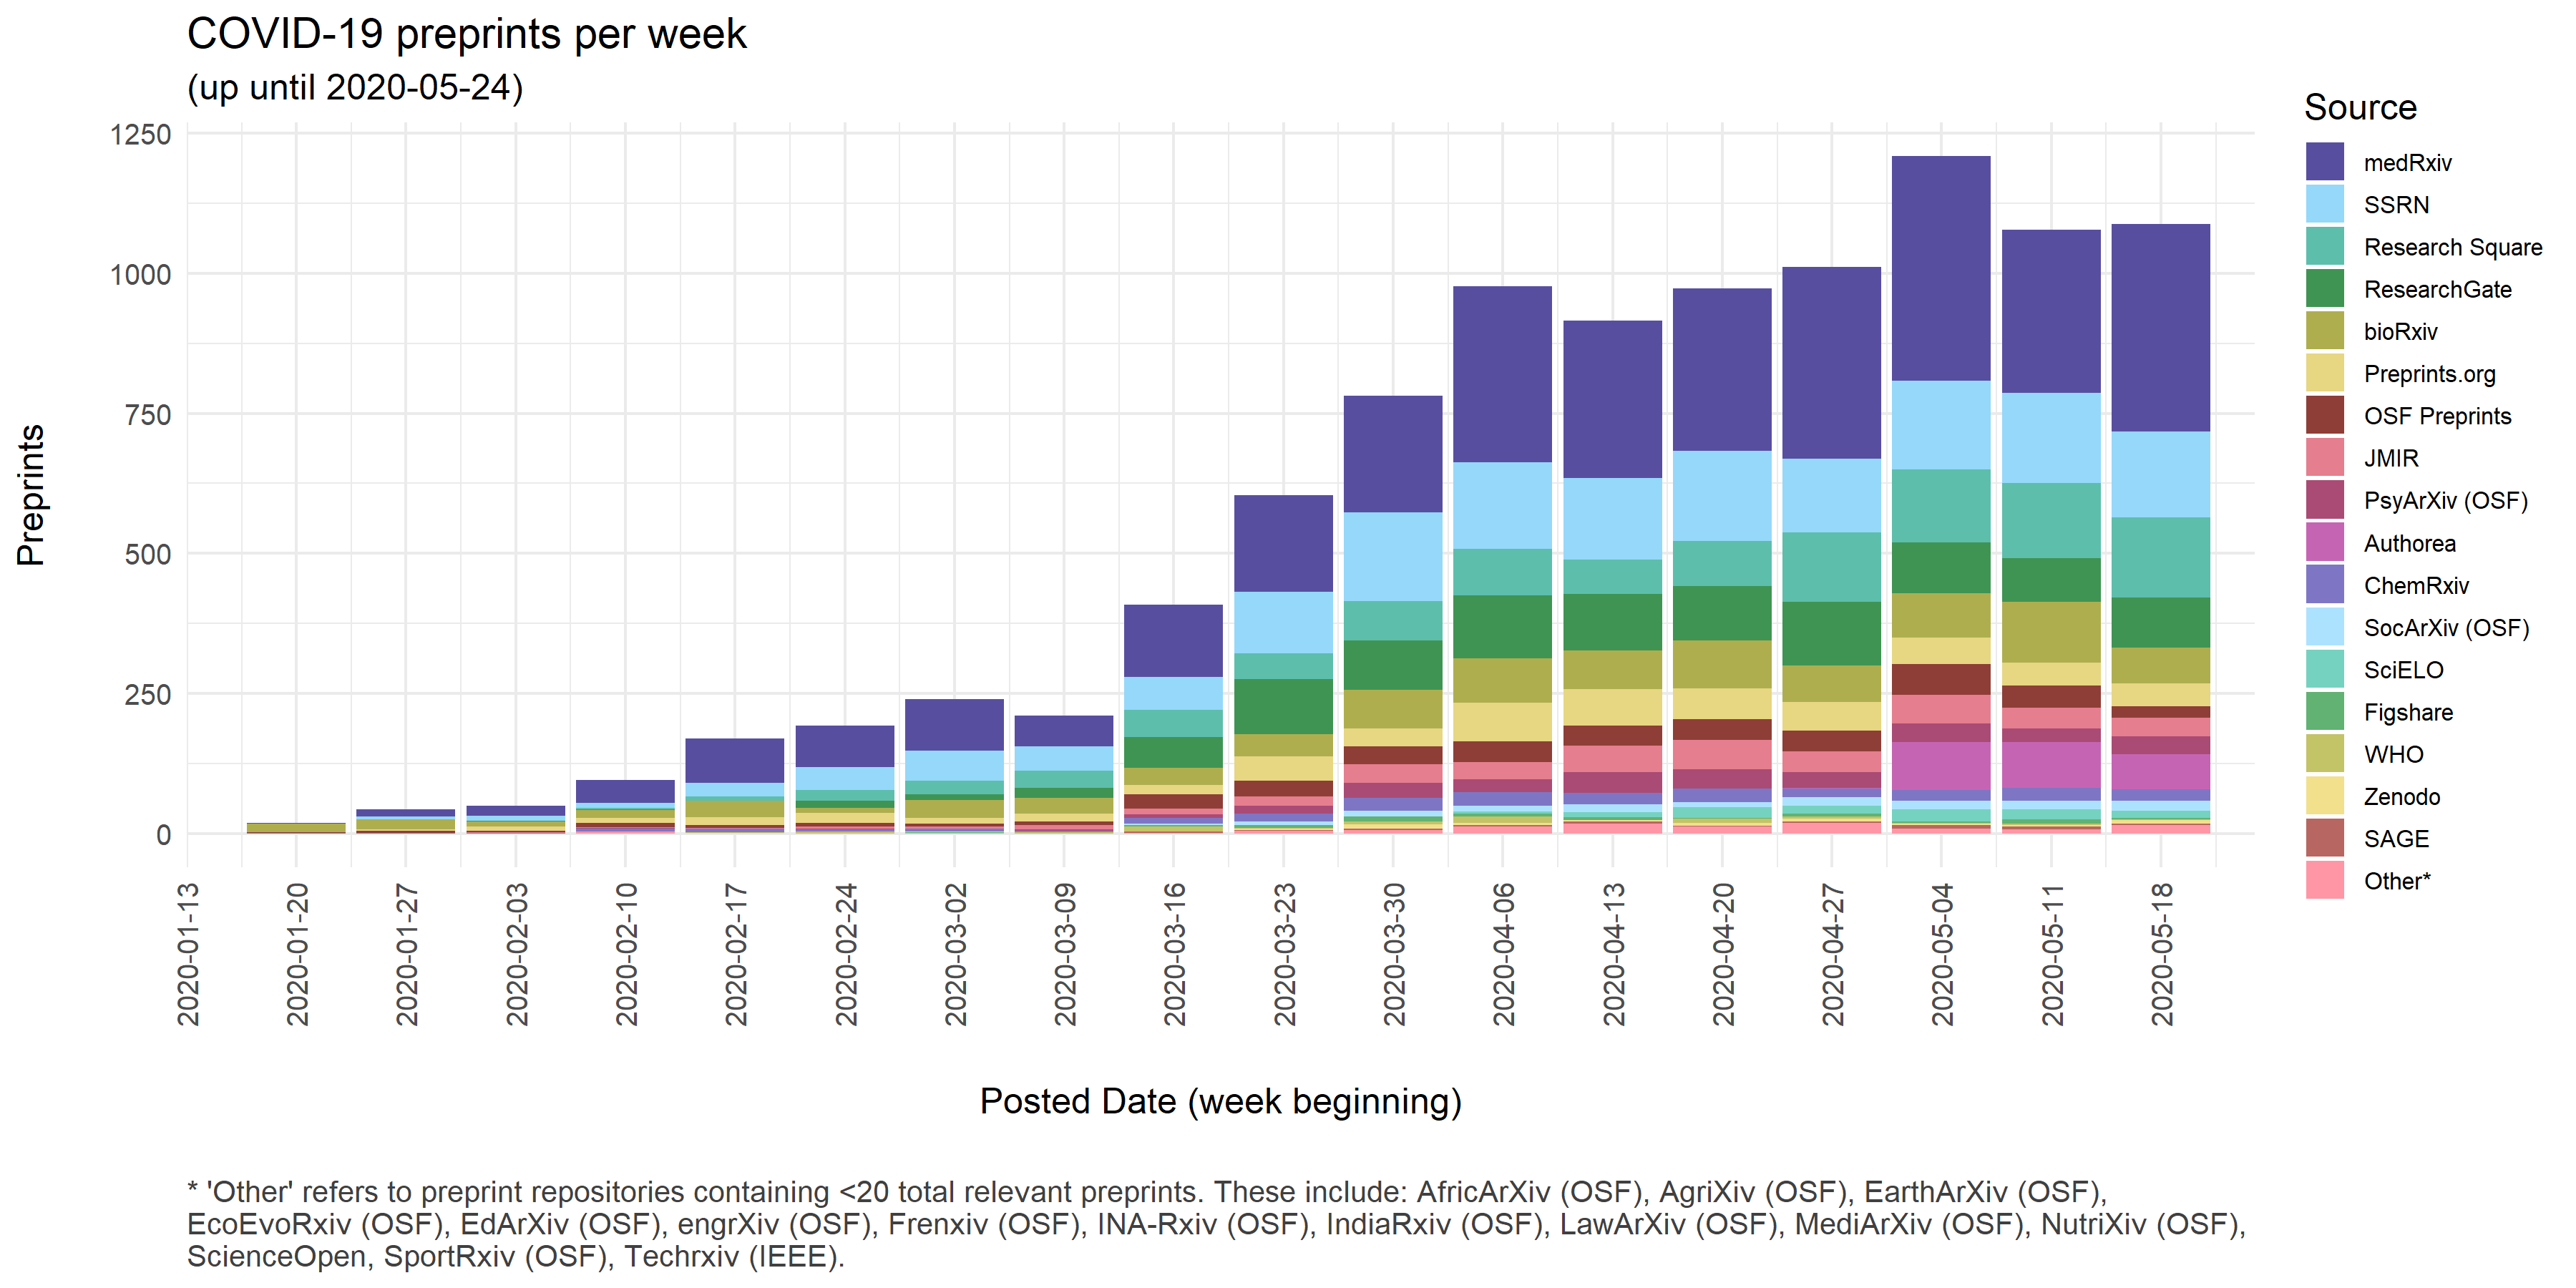 COVID-19 preprints per week
(up until 2020-05-24)
Preprints
1250
1000
750
500
250
0
2020-01-13
2020-01-20
2020-01-27
2020-02-03
2020-02-10
2020-02-17
2020-02-24
2020-03-02
2020-03-09
2020-03-16
2020-03-23
2020-03-30
2020-04-06
2020-04-13
2020-04-20
2020-04-27
2020-05-04
2020-05-11
2020-05-18
Posted Date (week beginning)
Source
medRxiv
SSRN
Research Square
ResearchGate
bioRxiv
Preprints.org
OSF Preprints
JMIR
PsyArXiv (OSF)
Authorea
ChemRxiv
SocArXiv (OSF)
SciELO
Figshare
WHO
Zenodo
SAGE
Other*
* 'Other' refers to preprint repositories containing <20 total relevant preprints. These include: AfricArXiv (OSF), AgriXiv (OSF), EarthArXiv (OSF),
EcoEvoRxiv (OSF), EdArXiv (OSF), engrXiv (OSF), Frenxiv (OSF), INA-Rxiv (OSF), IndiaRxiv (OSF), LawArXiv (OSF), MediArXiv (OSF), NutriXiv (OSF),
ScienceOpen, SportRxiv (OSF), Techrxiv (IEEE).